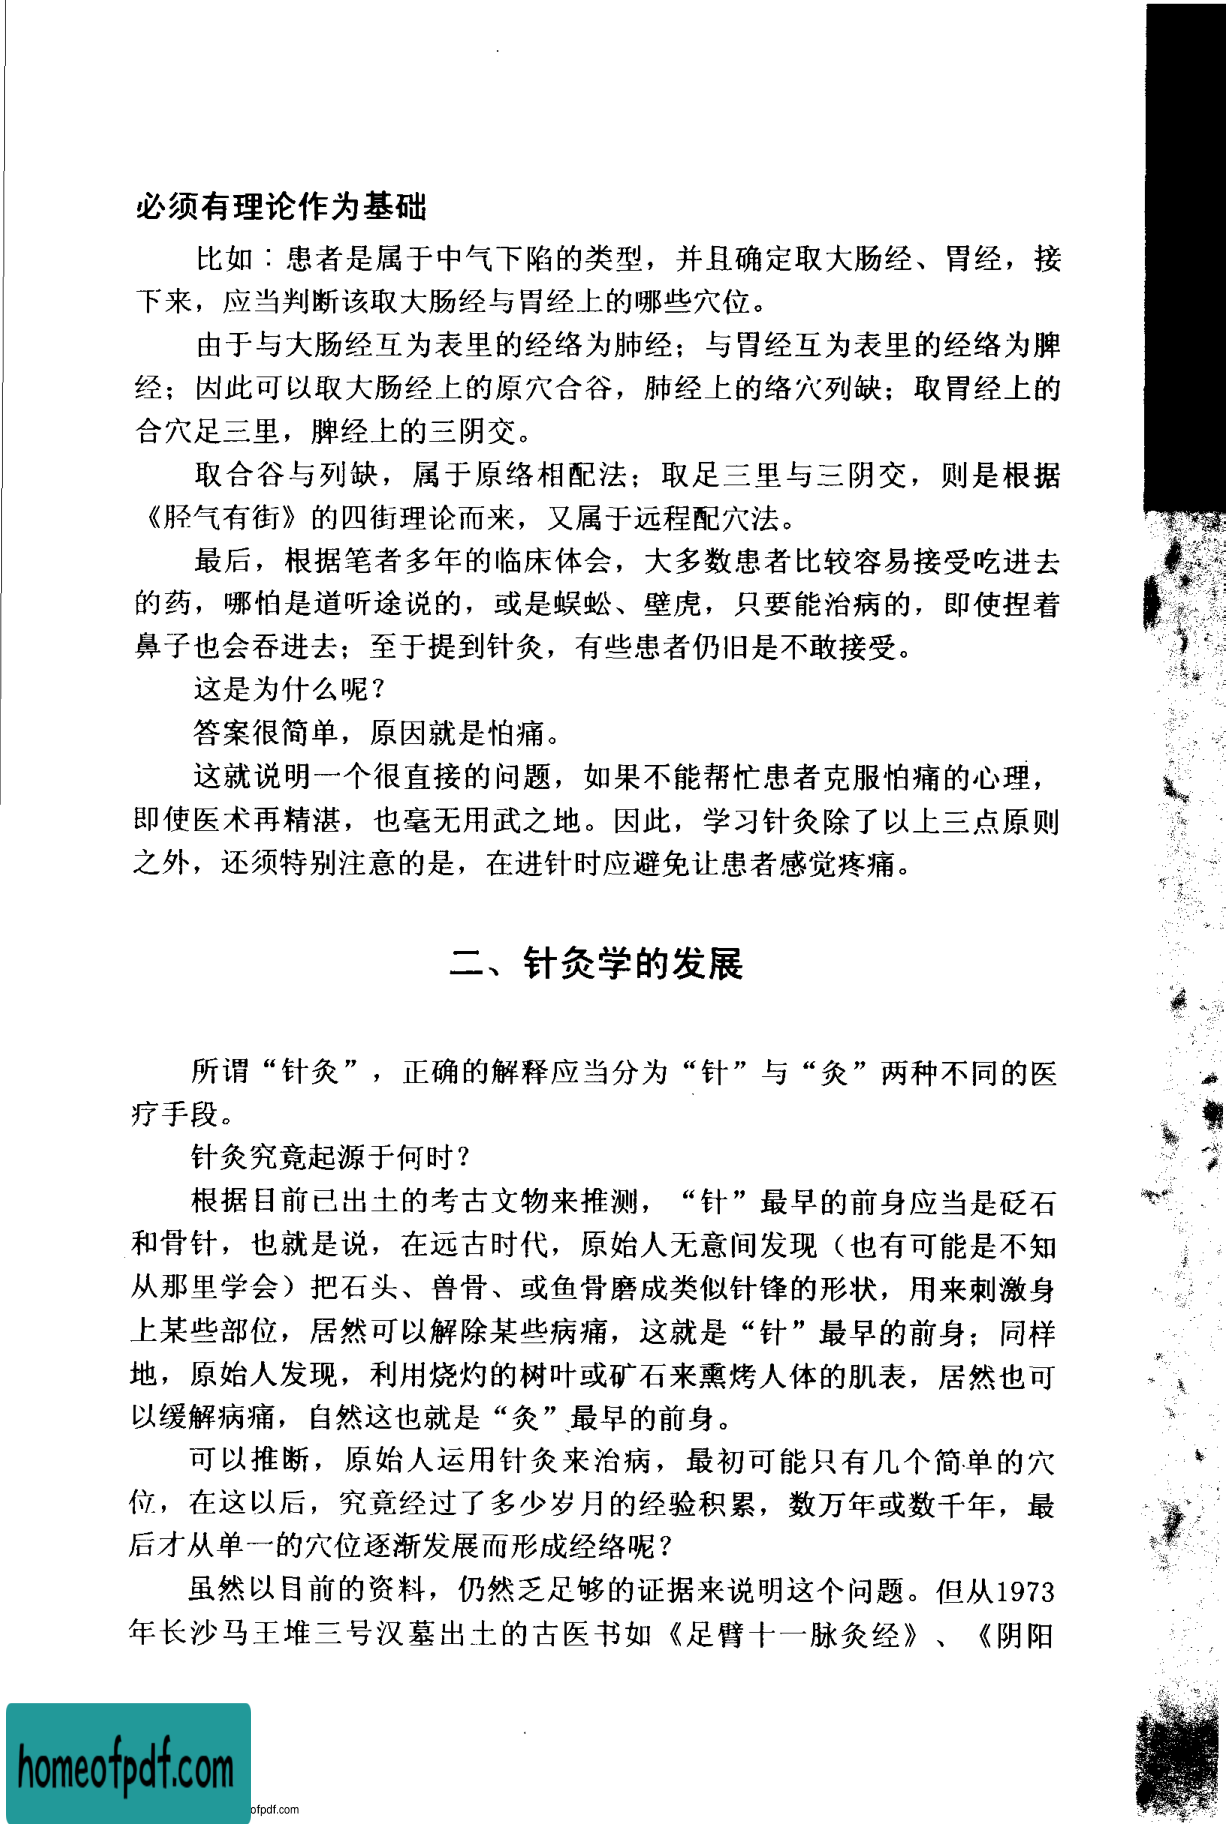 必须有理论作为基础
比如：患者是属于中气下陷的类型，并且确定取大肠经、胃经，接
下来，应当判断该取大肠经与胃经上的哪些穴位。
由于与大肠经互为表里的经络为肺经；与胃经互为表里的经络为脾
经；因此可以取大肠经上的原穴合谷，肺经上的络穴列缺；取胃经上的
合穴足三里，脾经上的三阴交。
取合谷与列缺，属于原络相配法；取足三里与三阴交，则是根据
《胫气有街》的四街理论而来，又属于远程配穴法。
最后，根据笔者多年的临床体会，大多数患者比较容易接受吃进去
的药，哪怕是道听途说的，或是蜈蚣、壁虎，只要能治病的，即使捏着
鼻子也会吞进去；至于提到针灸，有些患者仍旧是不敢接受。
这是为什么呢？
答案很简单，原因就是怕痛。
这就说明一个很直接的问题，如果不能帮忙患者克服怕痛的心理，
即使医术再精湛，也毫无用武之地。因此，学习针灸除了以上三点原则
之外，还须特别注意的是，在进针时应避免让患者感觉疼痛。
二、针灸学的发展
所谓“针灸”，正确的解释应当分为“针”与“灸”两种不同的医
疗手段。
针灸究竟起源于何时？
根据目前已出土的考古文物来推测，“针”最早的前身应当是砭石
和骨针，也就是说，在远古时代，原始人无意间发现（也有可能是不知
从那里学会）把石头、兽骨、或鱼骨磨成类似针锋的形状，用来刺激身
上某些部位，居然可以解除某些病痛，这就是“针”最早的前身；同样
地，原始人发现，利用烧灼的树叶或矿石来熏烤人体的肌表，居然也可
以缓解病痛，自然这也就是“灸”最早的前身。
可以推断，原始人运用针灸来治病，最初可能只有几个简单的穴
位，在这以后，究竟经过了多少岁月的经验积累，数万年或数千年，最
后才从单一的穴位逐渐发展而形成经络呢？
虽然以目前的资料，仍然乏足够的证据来说明这个问题。但从1973
年长沙马王堆三号汉墓出土的古医书如《足臂十一脉灸经》、《阴阳
homeofpdf.com
ofpdf.com